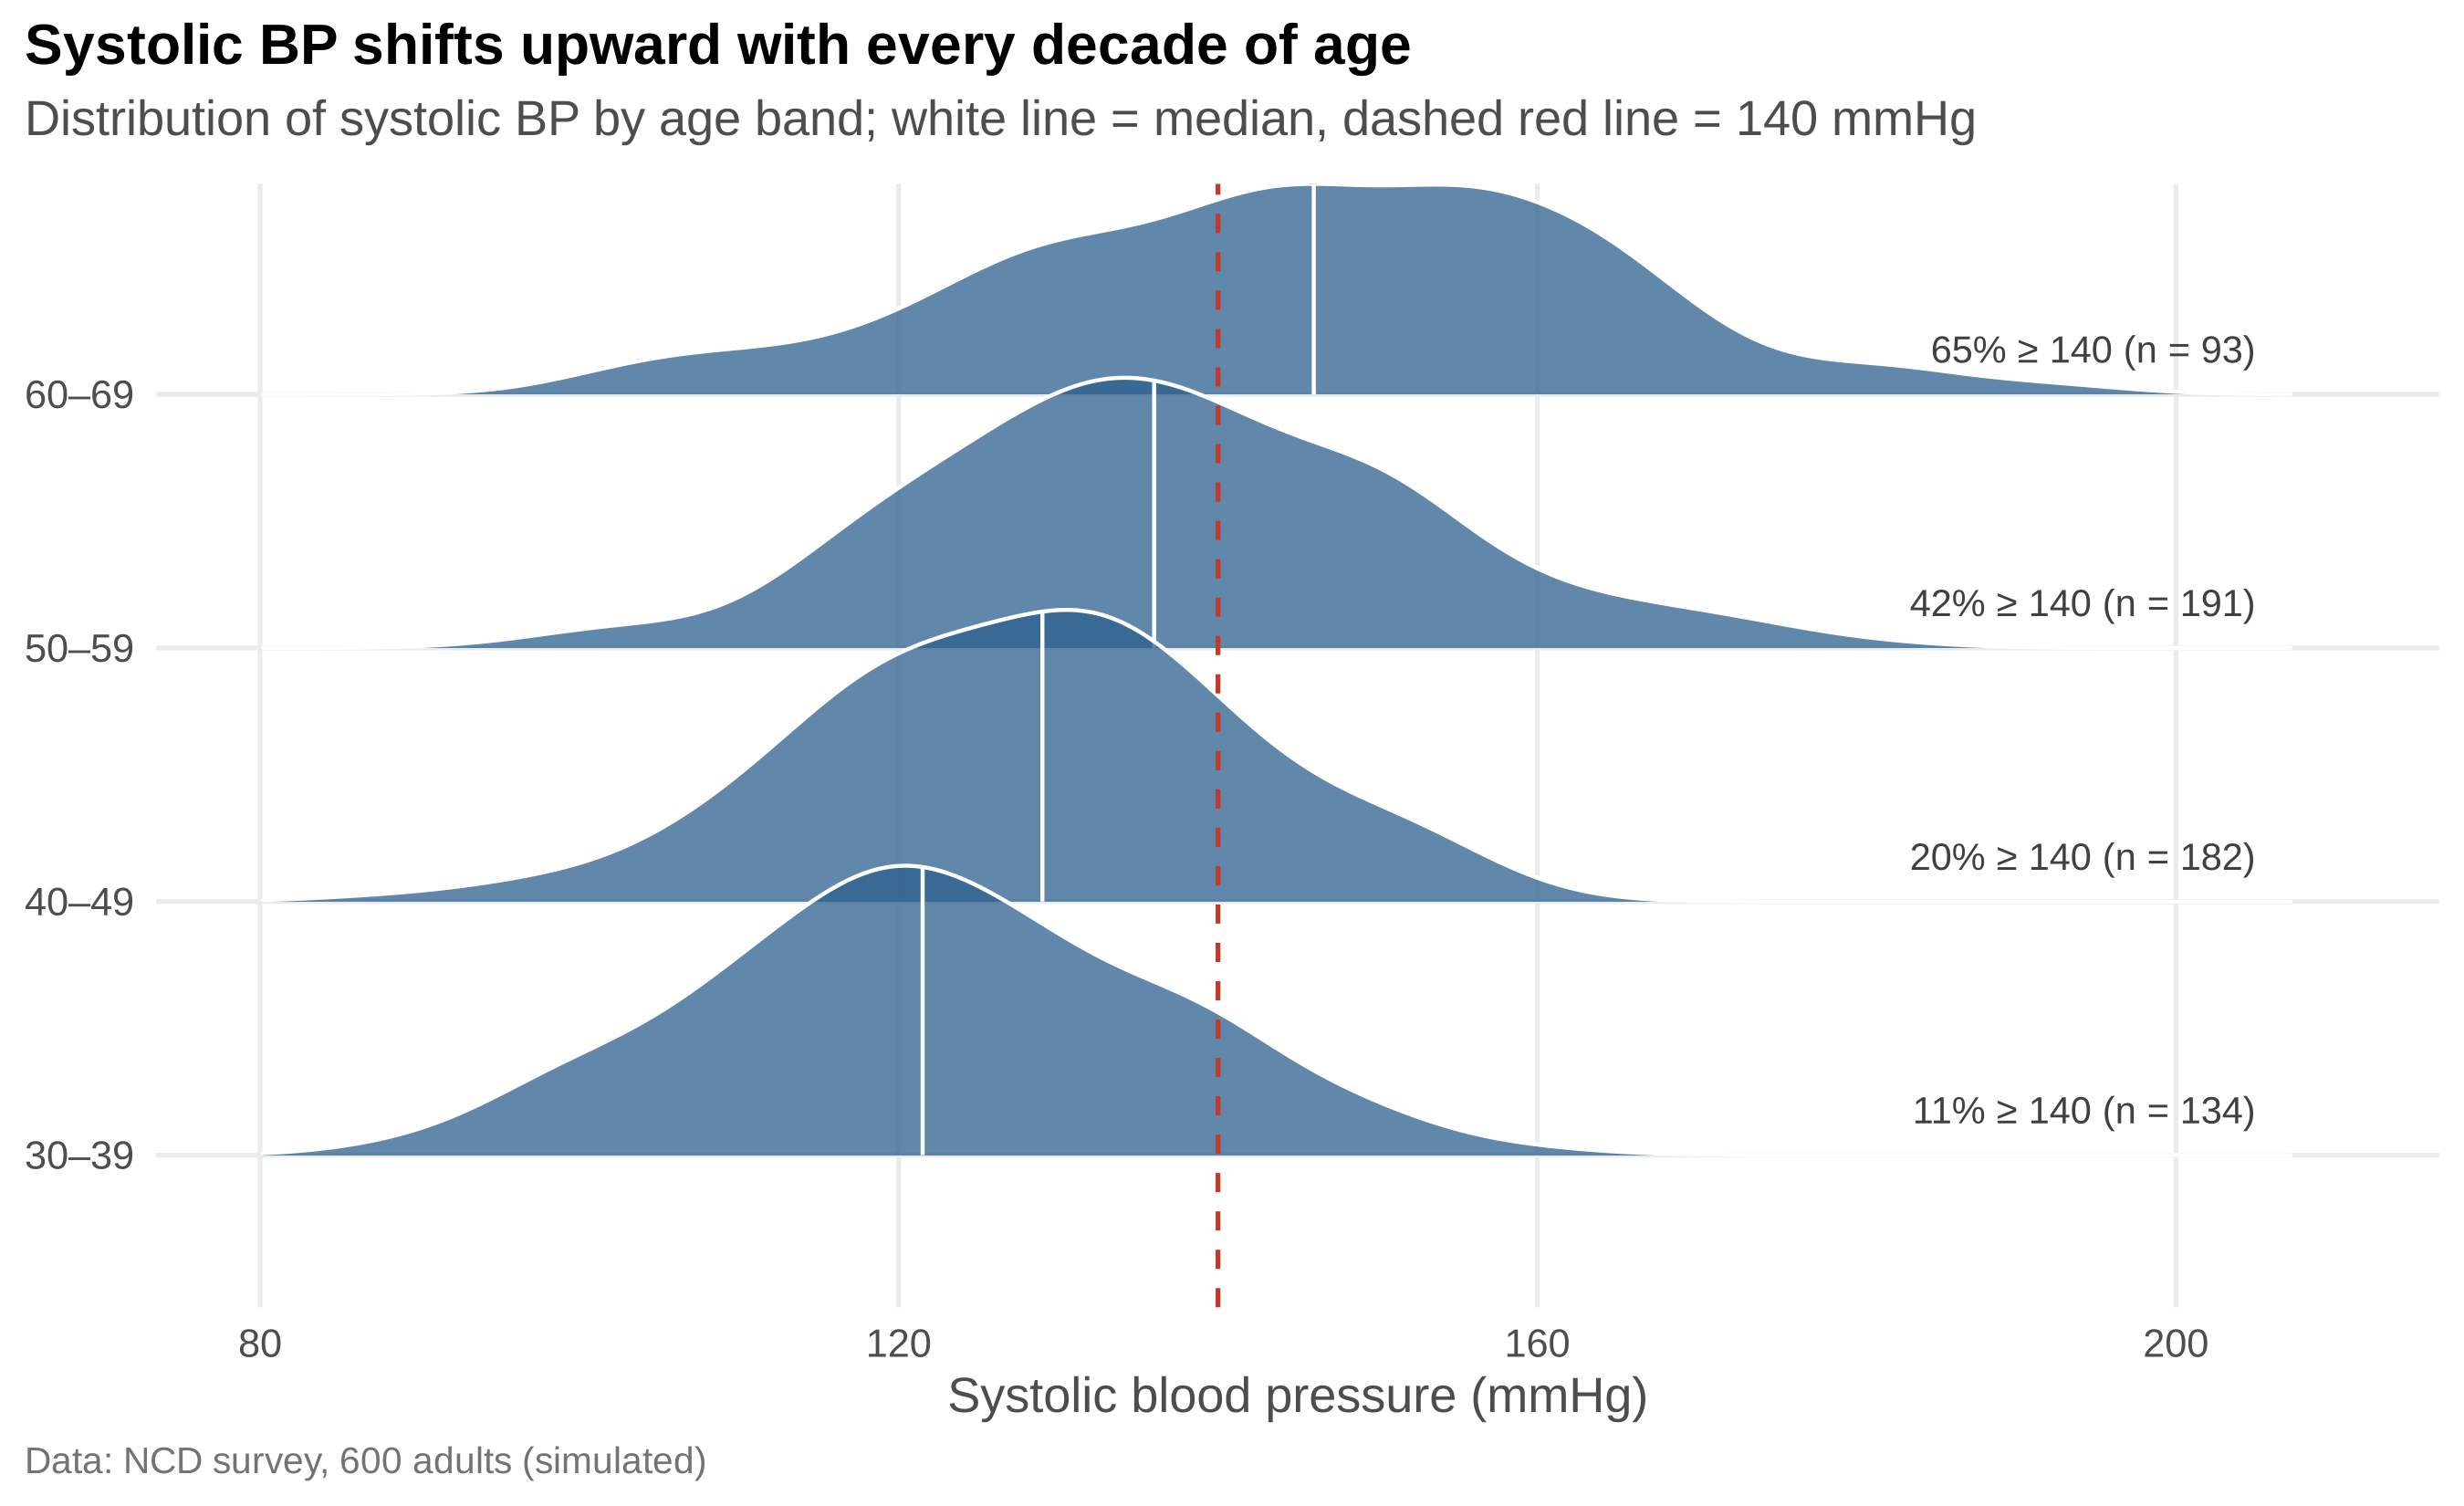 Systolic BP shifts upward with every decade of age
Distribution of systolic BP by age band; white line = median, dashed red line = 140 mmHg
65% ≥ 140 (n = 93)
60–69
42% ≥ 140 (n = 191)
50–59
20% ≥ 140 (n = 182)
40–49
11% ≥ 140 (n = 134)
30–39
80 120 160 200
Systolic blood pressure (mmHg)
Data: NCD survey, 600 adults (simulated)